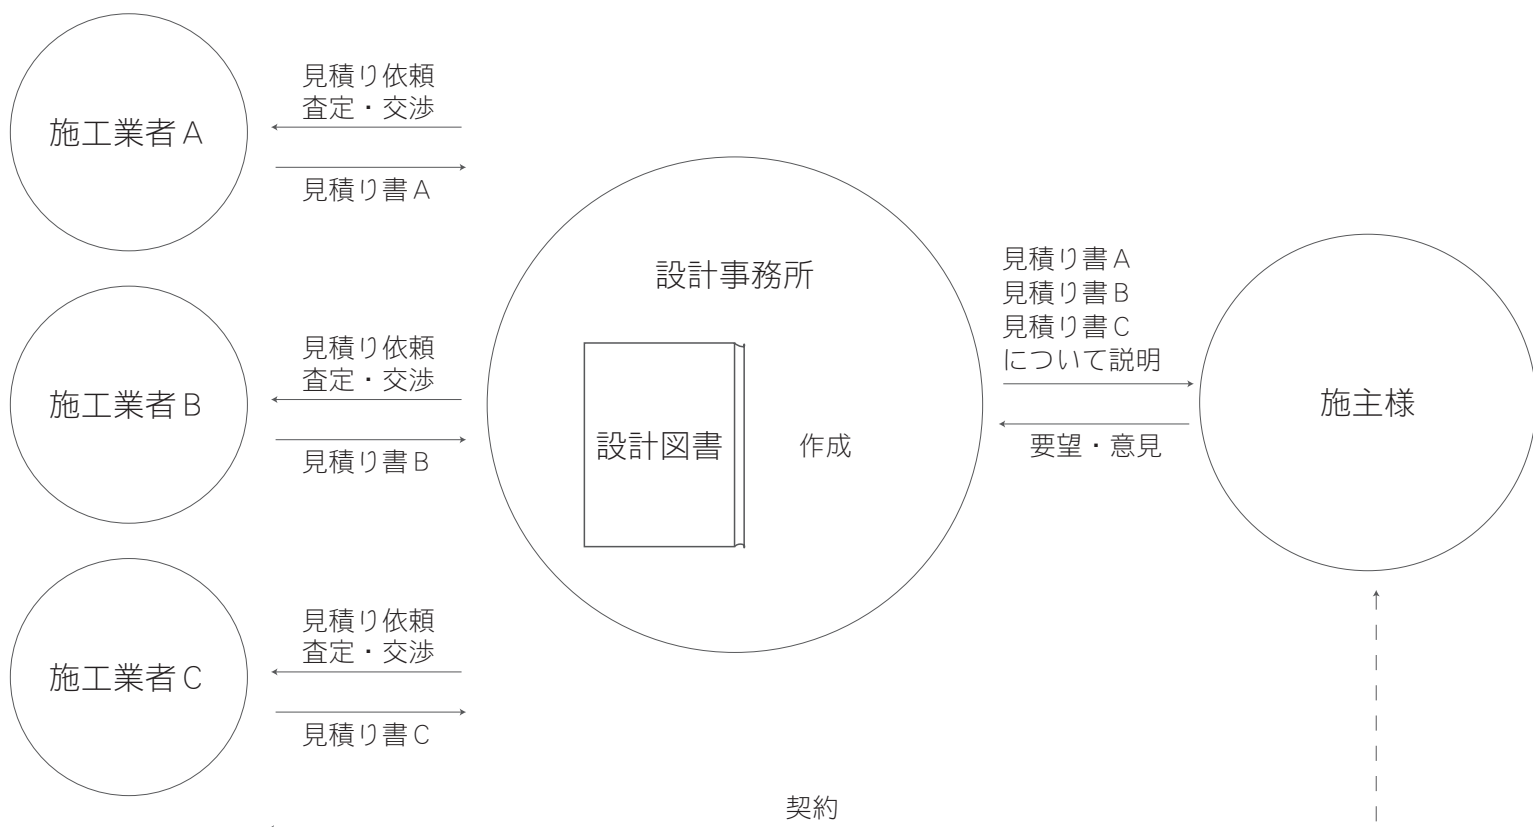 施工業者A
見積り依頼
査定・交渉
見積り書A
施工業者B
見積り依頼
査定・交渉
見積り書B
施工業者C
見積り依頼
査定・交渉
見積り書C
設計事務所
設計図書
作成
見積り書A
見積り書B
見積り書C
について説明
要望・意見
施主様
契約